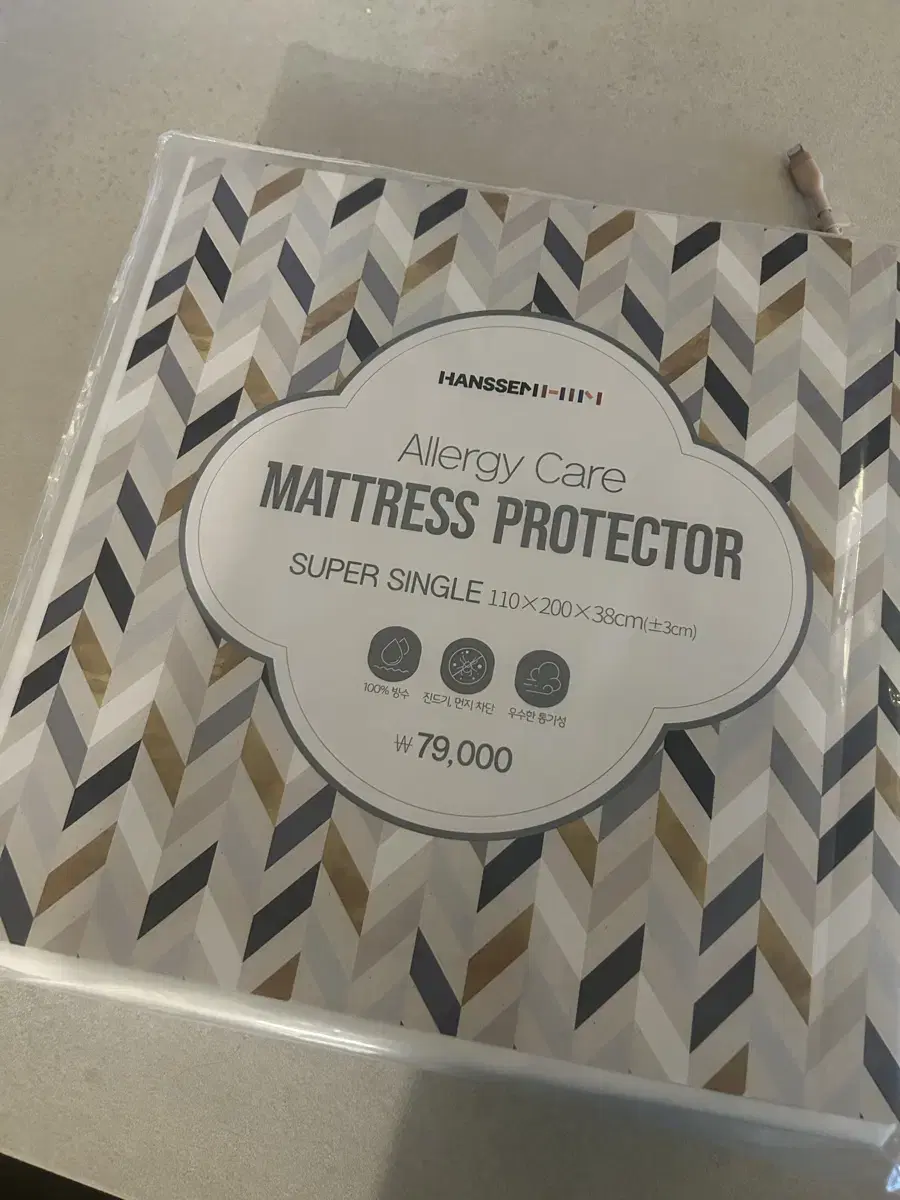 HANSSEM
Allergy Care
MATTRESS PROTECTOR
SUPER SINGLE 110×200×38cm(±3cm)
100% 방수
진드기, 먼지 차단
우수한 통기성
₩79,000